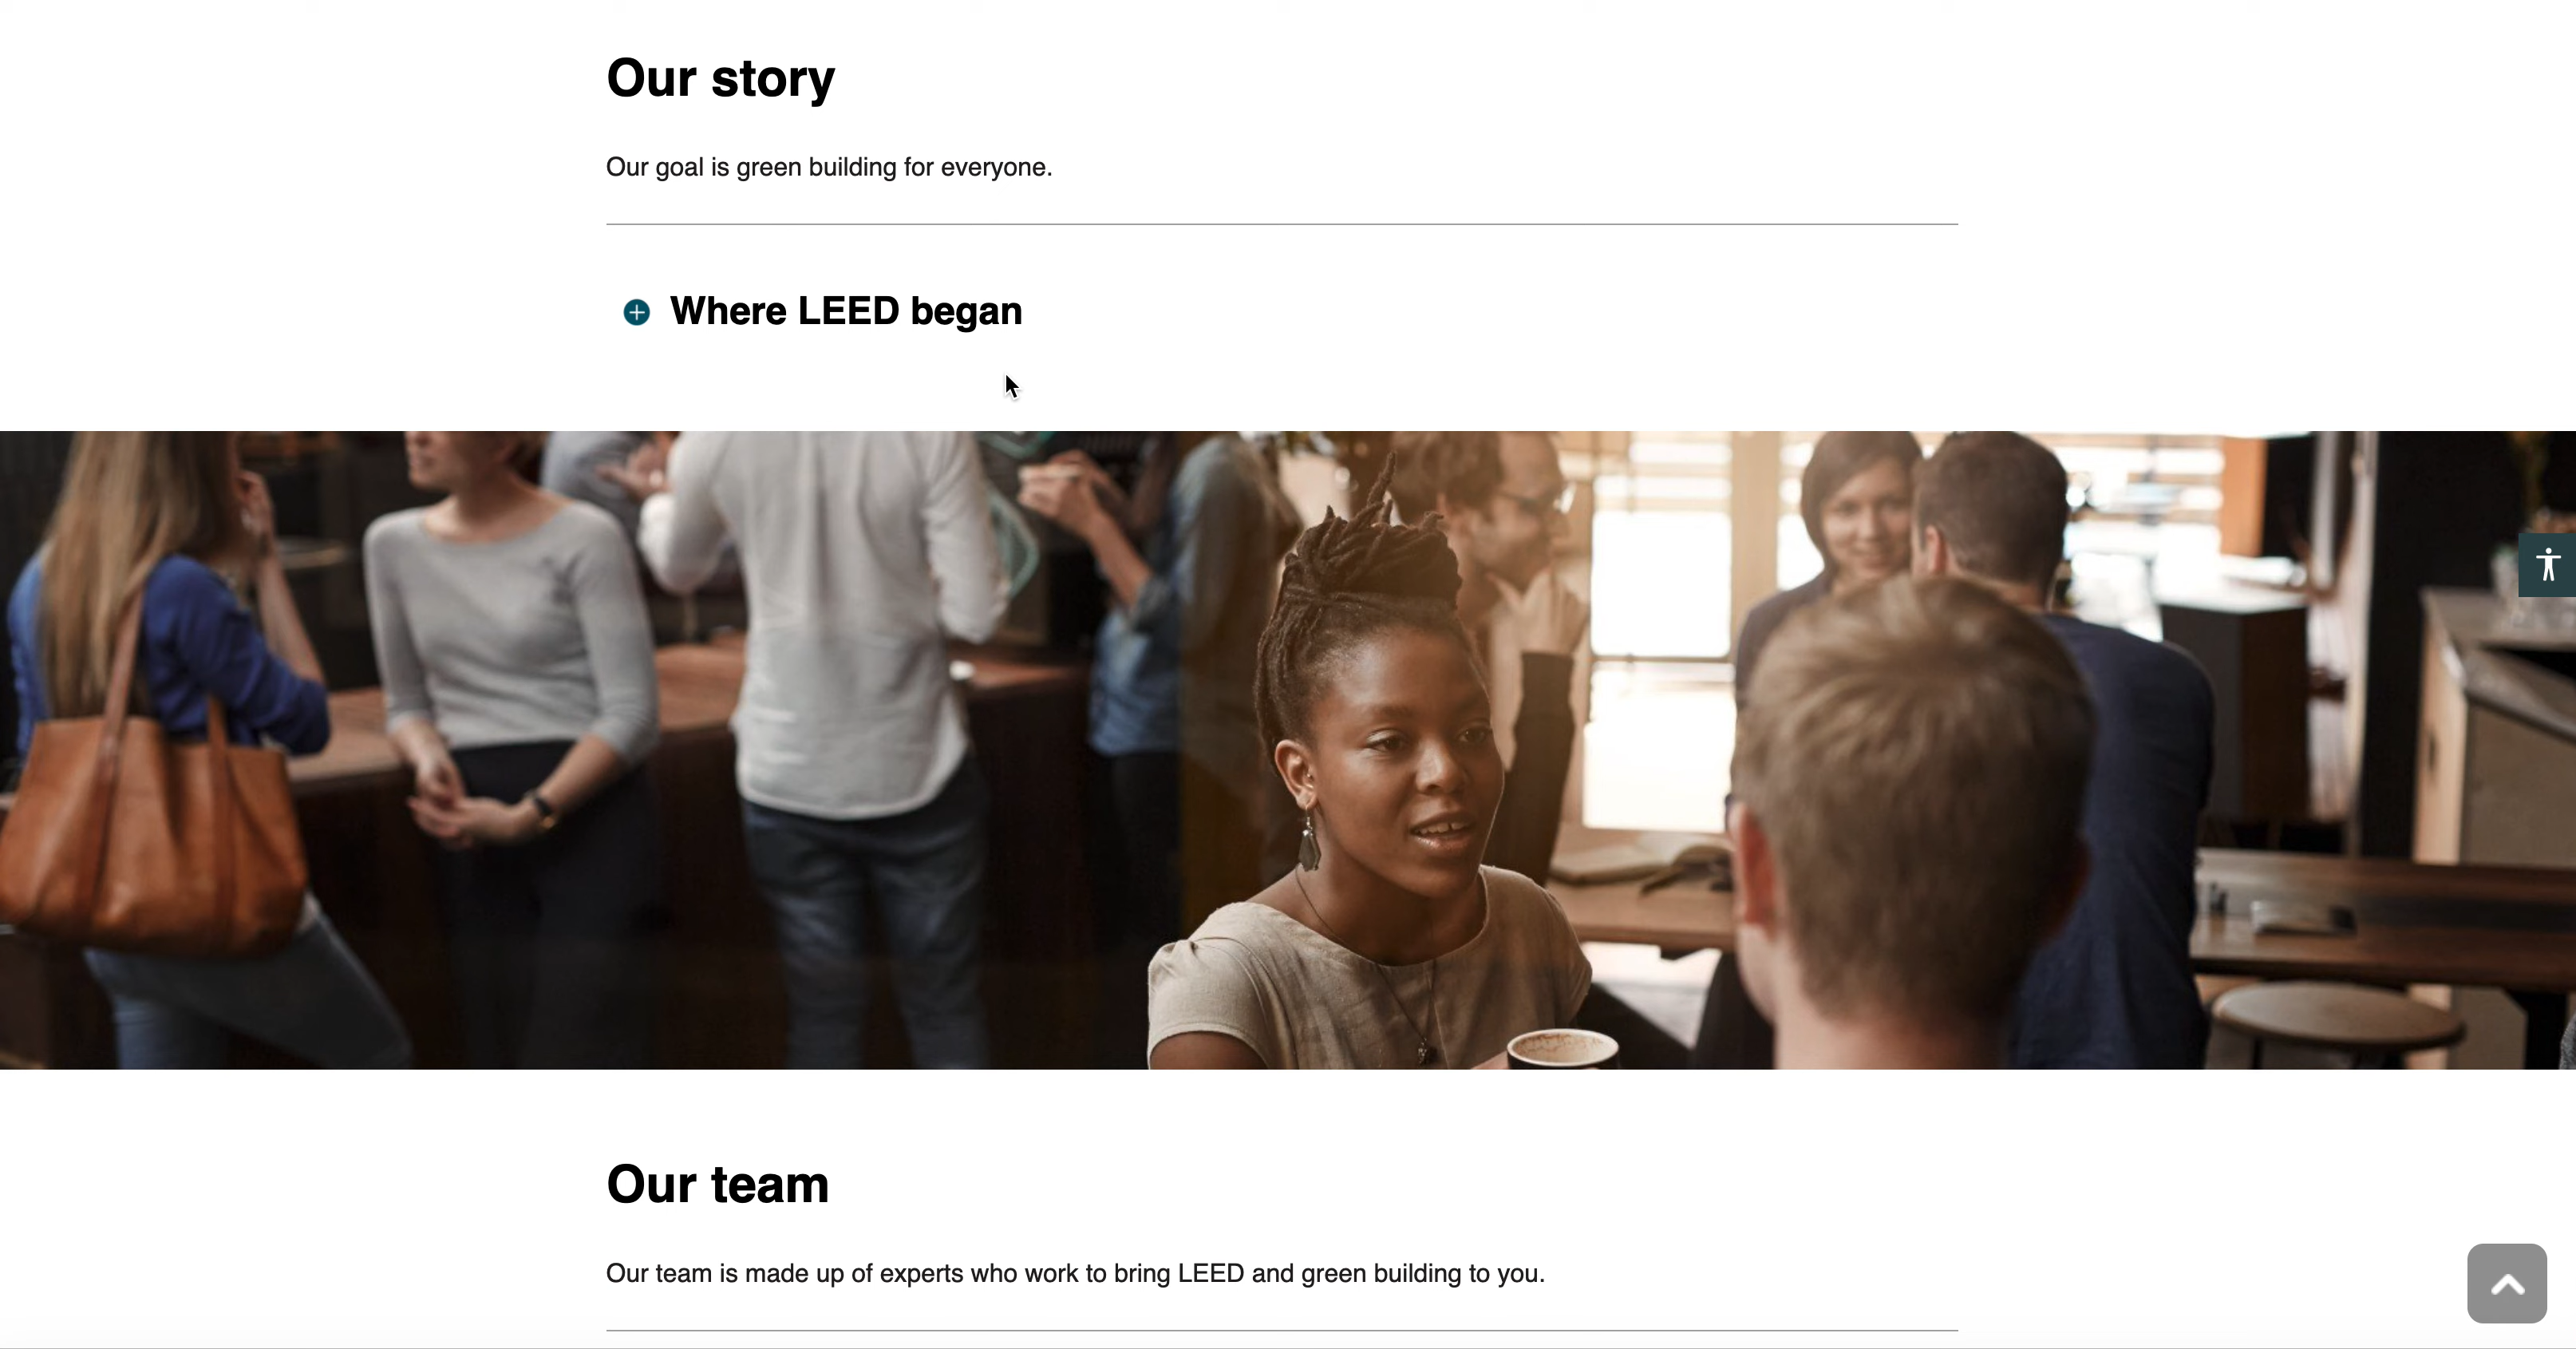 Our story
Our goal is green building for everyone.
Where LEED began
Our team
Our team is made up of experts who work to bring LEED and green building to you.